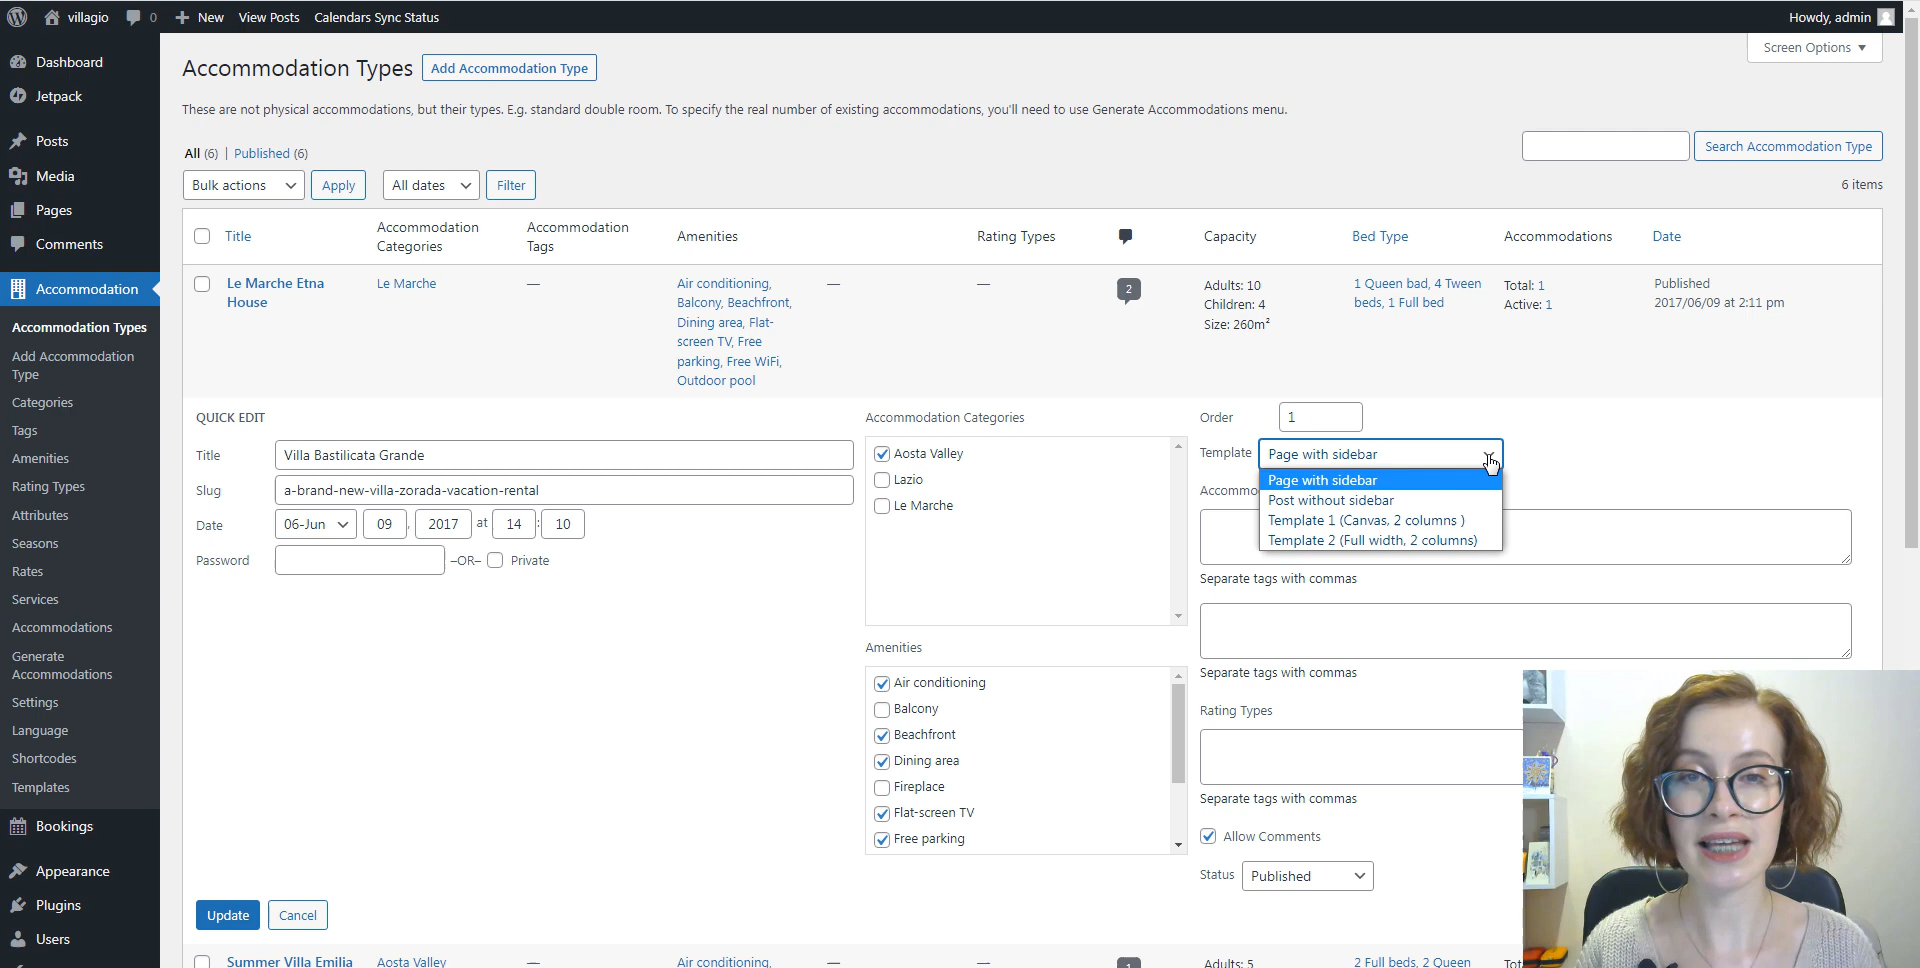 villagio 0 New View Posts Calendars Sync Status
Howdy, admin
Screen Options
Dashboard
Jetpack
Posts
Media
Pages
Comments
Accommodation
Accommodation Types
Add Accommodation
Type
Categories
Tags
Amenities
Rating Types
Attributes
Seasons
Rates
Services
Accommodations
Generate
Accommodations
Settings
Language
Shortcodes
Templates
Bookings
Appearance
Plugins
Users
Accommodation Types Add Accommodation Type
These are not physical accommodations, but their types. E.g. standard double room. To specify the real number of existing accommodations, you'll need to use Generate Accommodations menu.
All (6) | Published (6)
Search Accommodation Type
Bulk actions Apply All dates Filter
6 items
Title
Accommodation
Categories
Accommodation
Tags
Amenities
Rating Types
Capacity
Bed Type
Accommodations
Date
Le Marche Etna
House
Le Marche
—
Air conditioning,
Balcony, Beachfront,
Dining area, Flat-
screen TV, Free
parking, Free WiFi,
Outdoor pool
—
—
2
Adults: 10
Children: 4
Size: 260m²
1 Queen bad, 4 Tween
beds, 1 Full bed
Total: 1
Active: 1
Published
2017/06/09 at 2:11 pm
QUICK EDIT
Title Villa Bastilicata Grande
Slug a-brand-new-villa-zorada-vacation-rental
Date 06-Jun 09 , 2017 at 14 : 10
Password –OR– Private
Accommodation Categories
Aosta Valley
Lazio
Le Marche
Amenities
Air conditioning
Balcony
Beachfront
Dining area
Fireplace
Flat-screen TV
Free parking
Order 1
Template Page with sidebar
Page with sidebar
Post without sidebar
Template 1 (Canvas, 2 columns )
Template 2 (Full width, 2 columns)
Accommo
Separate tags with commas
Separate tags with commas
Rating Types
Separate tags with commas
Allow Comments
Status Published
Update Cancel
Summer Villa Emilia
Aosta Valley
—
Air conditioning,
—
—
1
Adults: 5
2 Full beds, 2 Queen
Tot